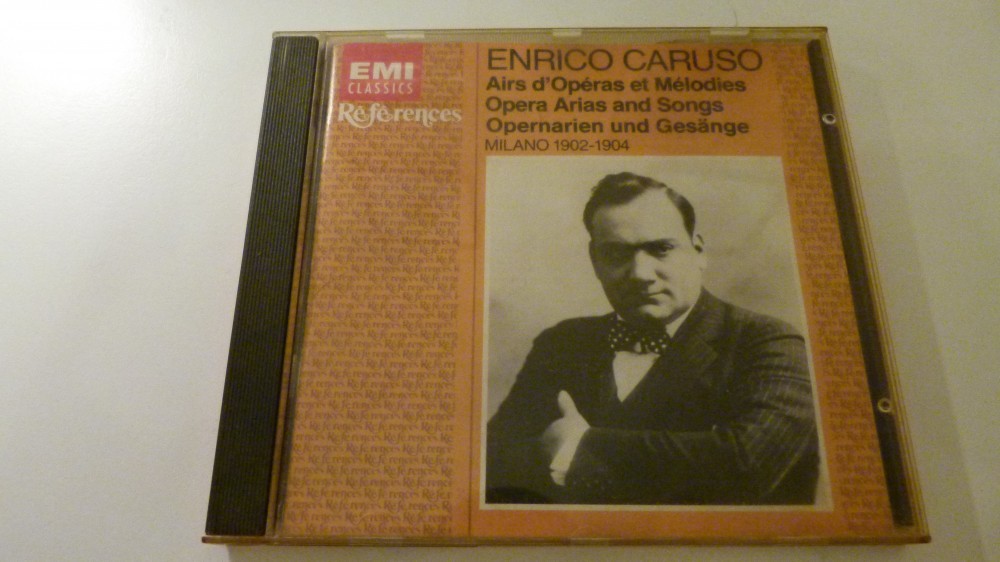 EMI
CLASSICS
Références
ENRICO CARUSO
Airs d'Opéras et Mélodies
Opera Arias and Songs
Opernarien und Gesänge
MILANO 1902-1904